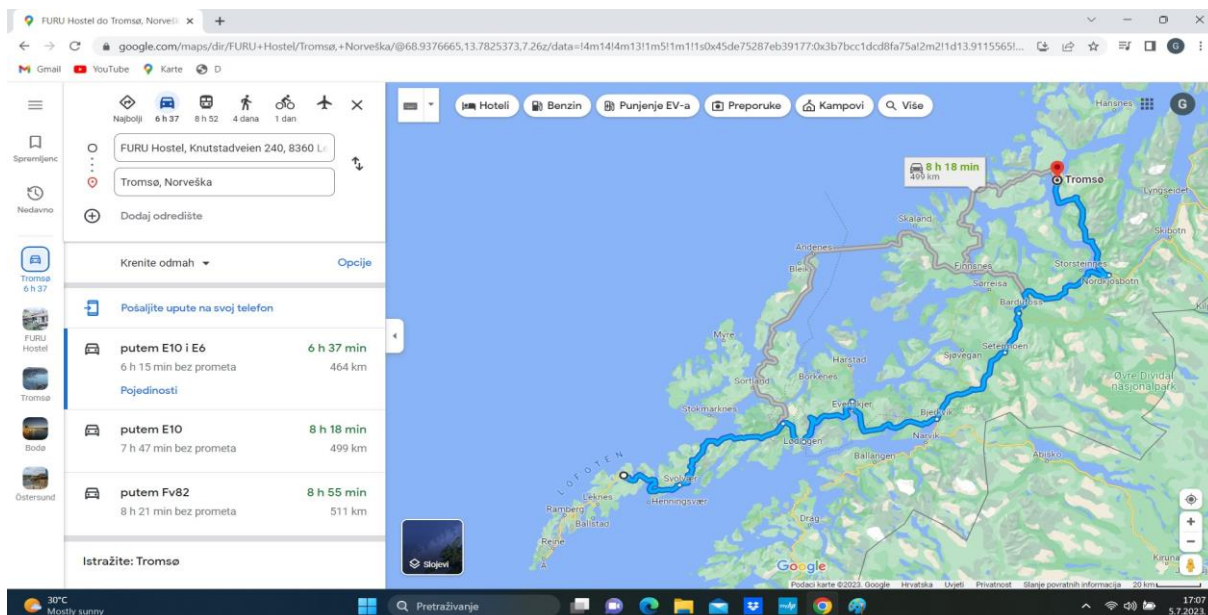 FURU Hostel do Tromsø, Norveš
google.com/maps/dir/FURU+Hostel/Tromsø,+Norveška/@68.9376665,13.7825373,7.26z/data=!4m14!4m13!1m5!1m1!1s0x45de75287eb39177:0x3b7bcc1dcd8fa75a!2m2!1d13.9115565!...
Gmail
YouTube
Karte
D
G
Najbolji
6 h 37
8 h 52
4 dana
1 dan
Hoteli
Benzin
Punjenje EV-a
Preporuke
Kampovi
Više
G
Spremljeno
Nedavno
Tromsø
6 h 37
FURU
Hostel
Tromsø
Bodø
Östersund
FURU Hostel, Knutstadveien 240, 8360 L
Tromsø, Norveška
Dodaj odredište
Krenite odmah
Opcije
Pošaljite upute na svoj telefon
putem E10 i E6
6 h 37 min
6 h 15 min bez prometa
464 km
Pojedinosti
putem E10
8 h 18 min
7 h 47 min bez prometa
499 km
putem Fv82
8 h 55 min
8 h 21 min bez prometa
511 km
Istražite: Tromsø
Hansnes
8 h 18 min
499 km
Tromsø
Lyngseidet
Skaland
Skibotn
Andenes
Bleik
Finnsnes
Storsteinnes
Nordkjosbotn
Sørreisa
Bardufoss
Myre
Setermoen
Harstad
Sjøvegan
Øvre Dividal
nasjonalpark
Sortland
Borkenes
Stokmarknes
Evenskjer
Bjerkvik
Lødingen
Narvik
Ballangen
Abisko
LOFOTEN
Svolvær
Leknes
Henningsvær
Ramberg
Ballstad
Drag
Reine
Å
Kiruna
Slojevi
Google
Podaci karte ©2023. Google
Hrvatska
Uvjeti
Privatnost
Slanje povratnih informacija
20 km
30°C
Mostly sunny
Pretraživanje
17:07
5.7.2023.